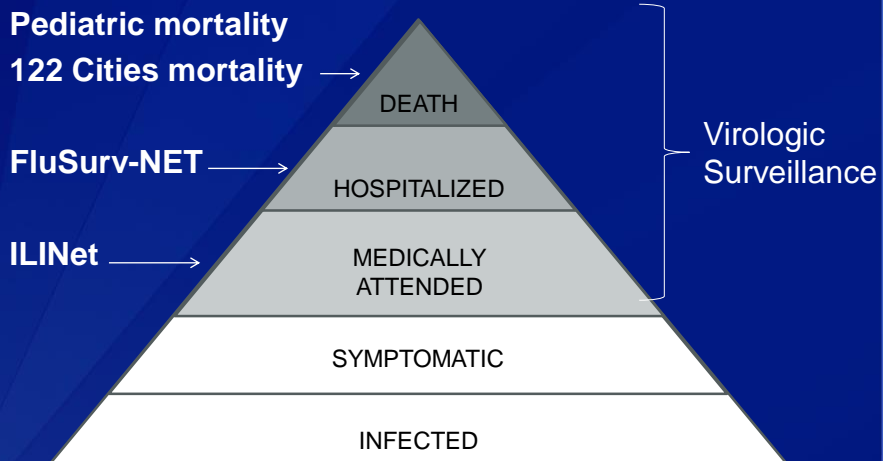 Pediatric mortality
122 Cities mortality
DEATH
FluSurv-NET
HOSPITALIZED
Virologic
Surveillance
ILINet
MEDICALLY
ATTENDED
SYMPTOMATIC
INFECTED